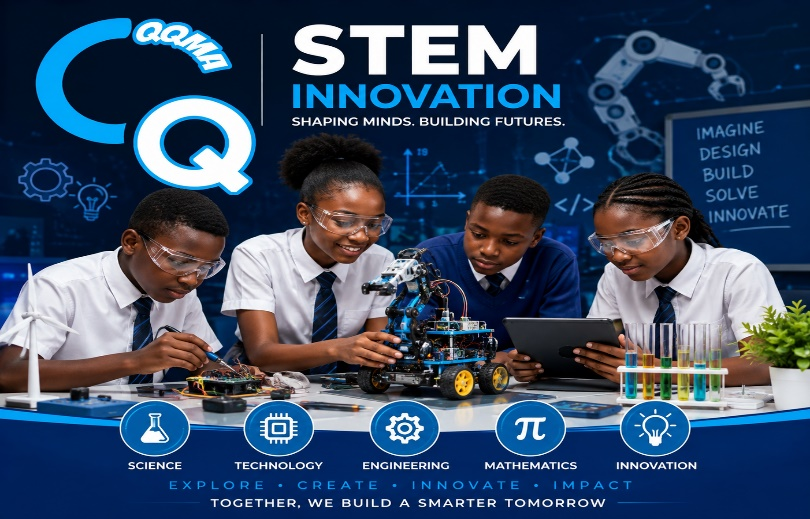 QQMA
CQ
STEM
INNOVATION
SHAPING MINDS. BUILDING FUTURES.
IMAGINE
DESIGN
BUILD
SOLVE
INNOVATE
</>
π
SCIENCE
TECHNOLOGY
ENGINEERING
MATHEMATICS
INNOVATION
EXPLORE • CREATE • INNOVATE • IMPACT
TOGETHER, WE BUILD A SMARTER TOMORROW